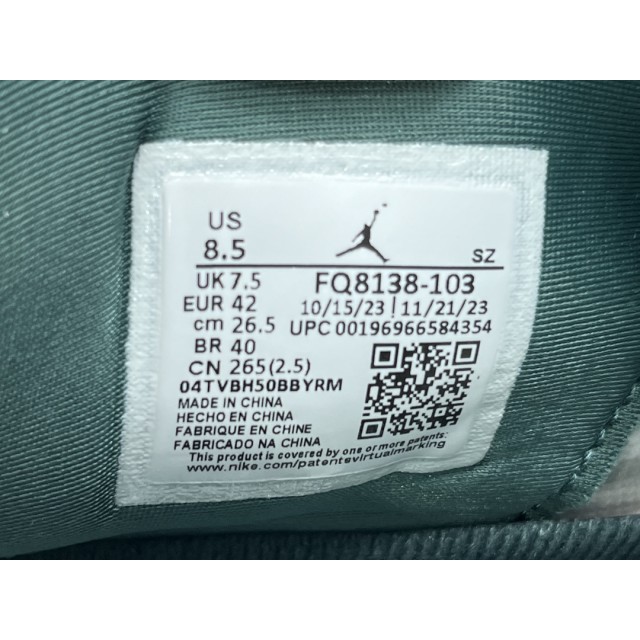 US
8.5
SZ
UK 7.5
FQ8138-103
EUR 42
10/15/23 | 11/21/23
cm 26.5
UPC 00196966584354
BR 40
CN 265(2.5)
04TVBH50BBYRM
MADE IN CHINA
HECHO EN CHINA
FABRIQUE EN CHINE
FABRICADO NA CHINA
This product is covered by one or more patents:
www.nike.com/patentsvirtualmarking